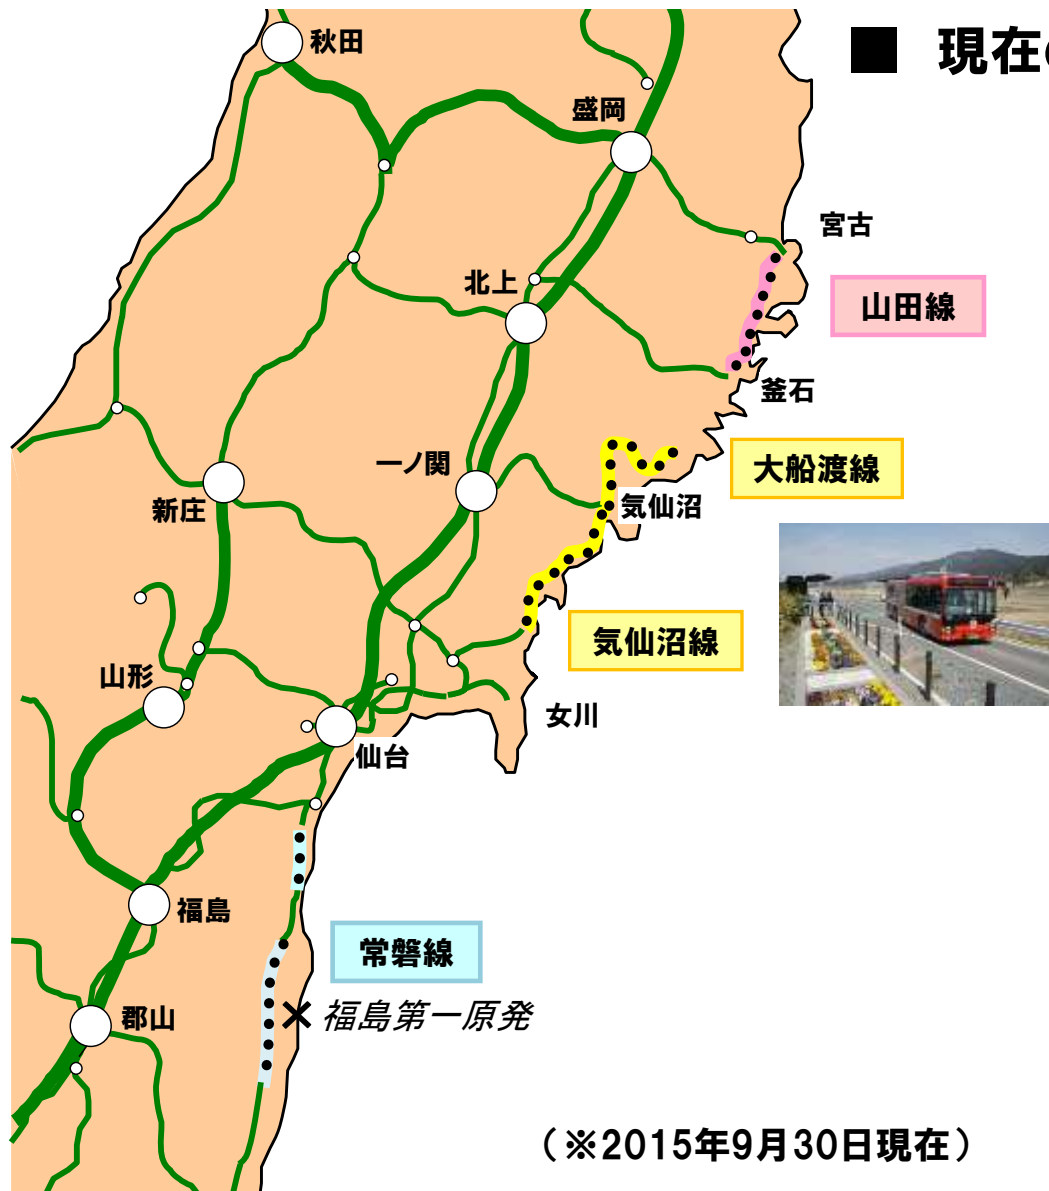 ■ 現在
秋田
盛岡
宮古
北上
山田線
釜石
一ノ関
大船渡線
新庄
気仙沼
気仙沼線
山形
女川
仙台
福島
常磐線
郡山
福島第一原発
(※2015年9月30日現在)